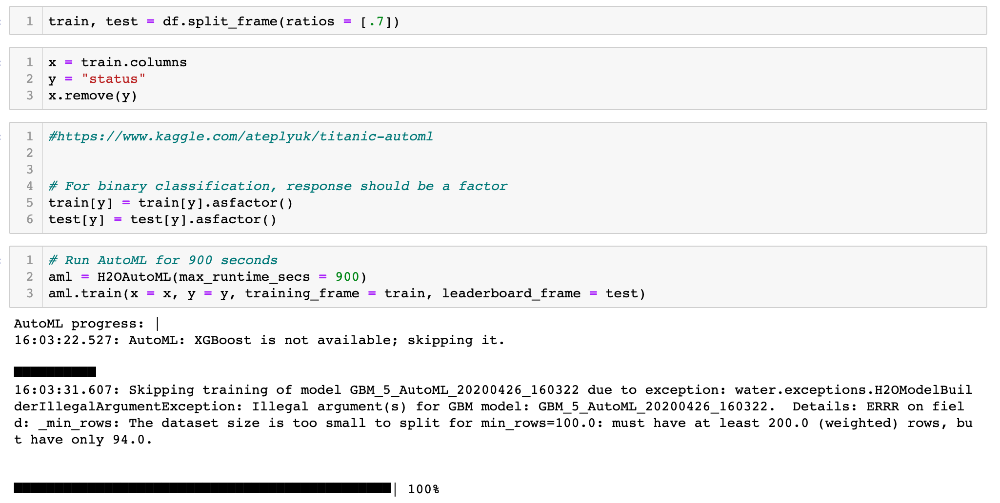 1 train, test = df.split_frame(ratios = [.7])
1 x = train.columns
2 y = "status"
3 x.remove(y)
1 #https://www.kaggle.com/ateplyuk/titanic-automl
2
3
4 # For binary classification, response should be a factor
5 train[y] = train[y].asfactor()
6 test[y] = test[y].asfactor()
1 # Run AutoML for 900 seconds
2 aml = H2OAutoML(max_runtime_secs = 900)
3 aml.train(x = x, y = y, training_frame = train, leaderboard_frame = test)
AutoML progress: |
16:03:22.527: AutoML: XGBoost is not available; skipping it.
16:03:31.607: Skipping training of model GBM_5_AutoML_20200426_160322 due to exception: water.exceptions.H2OModelBuil
derIllegalArgumentException: Illegal argument(s) for GBM model: GBM_5_AutoML_20200426_160322.  Details: ERRR on fiel
d: _min_rows: The dataset size is too small to split for min_rows=100.0: must have at least 200.0 (weighted) rows, bu
t have only 94.0.
| 100%